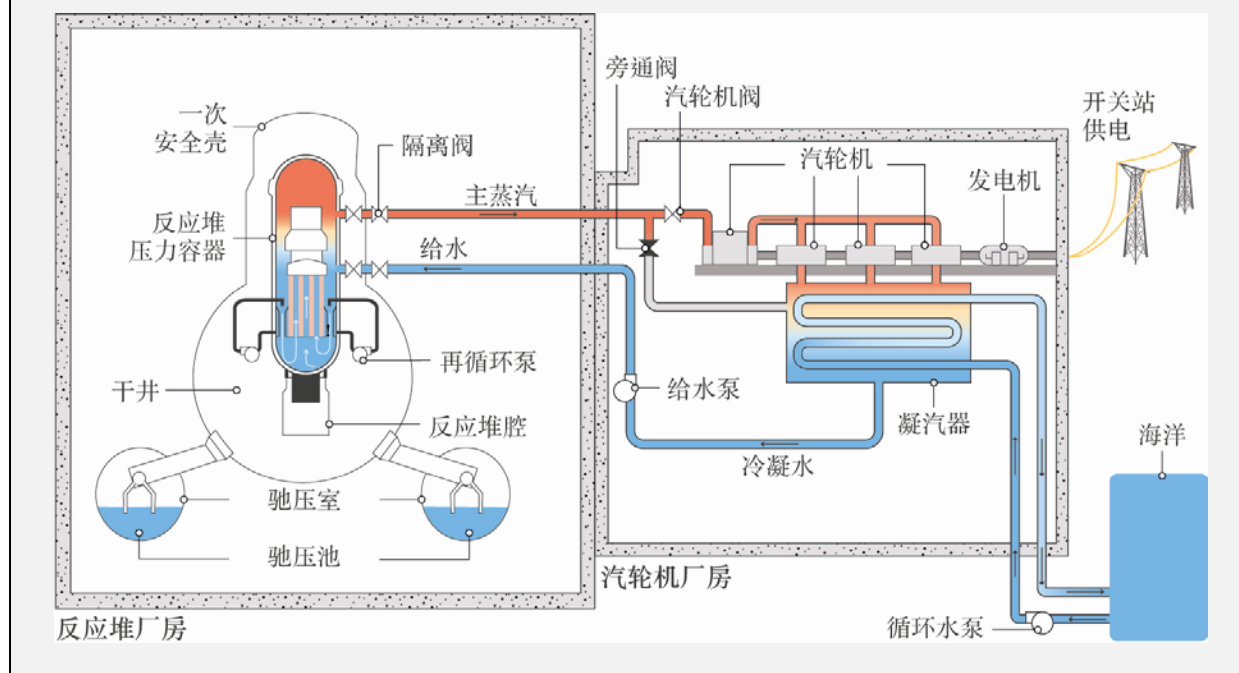 旁通阀
汽轮机阀
开关站
供电
一次
安全壳
隔离阀
汽轮机
发电机
主蒸汽
反应堆
压力容器
给水
再循环泵
干井
给水泵
反应堆腔
凝汽器
海洋
冷凝水
驰压室
驰压池
汽轮机厂房
反应堆厂房
循环水泵